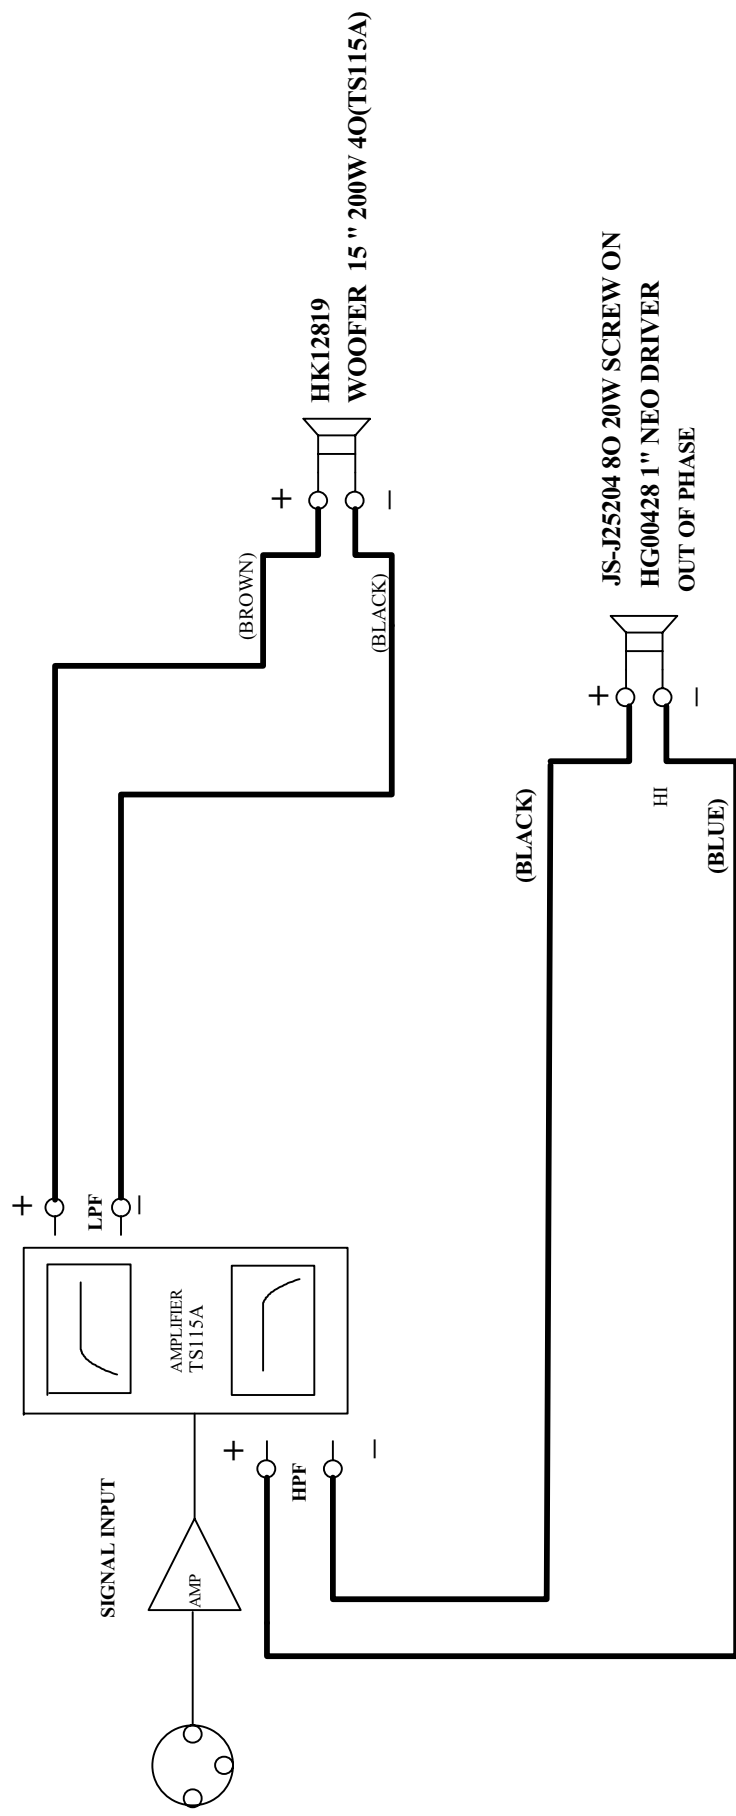 SIGNAL INPUT
AMP
AMPLIFIER
TS115A
+
LPF
−
+
HPF
−
(BROWN)
(BLACK)
+
−
HK12819
WOOFER 15 " 200W 4O(TS115A)
(BLACK)
HI
(BLUE)
+
−
JS-J25204 8O 20W SCREW ON
HG00428 1" NEO DRIVER
OUT OF PHASE